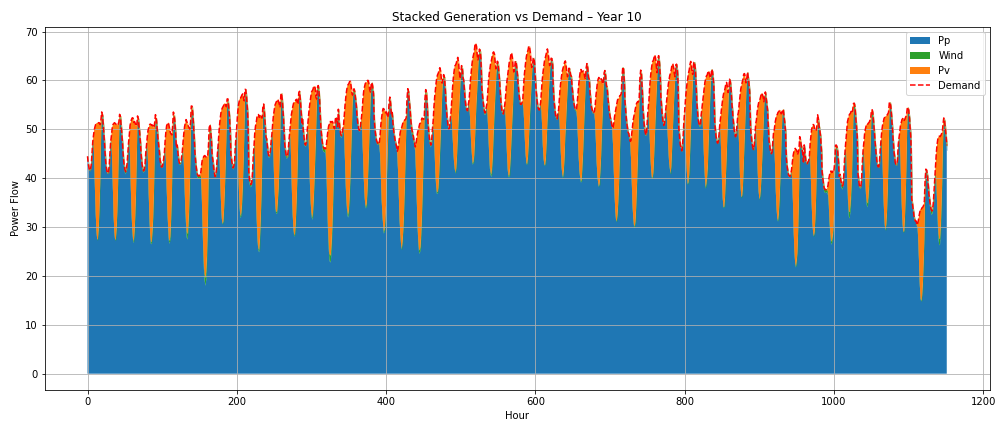 Stacked Generation vs Demand – Year 10
Pp
Wind
Pv
Demand
Power Flow
70
60
50
40
30
20
10
0
0 200 400 600 800 1000 1200
Hour